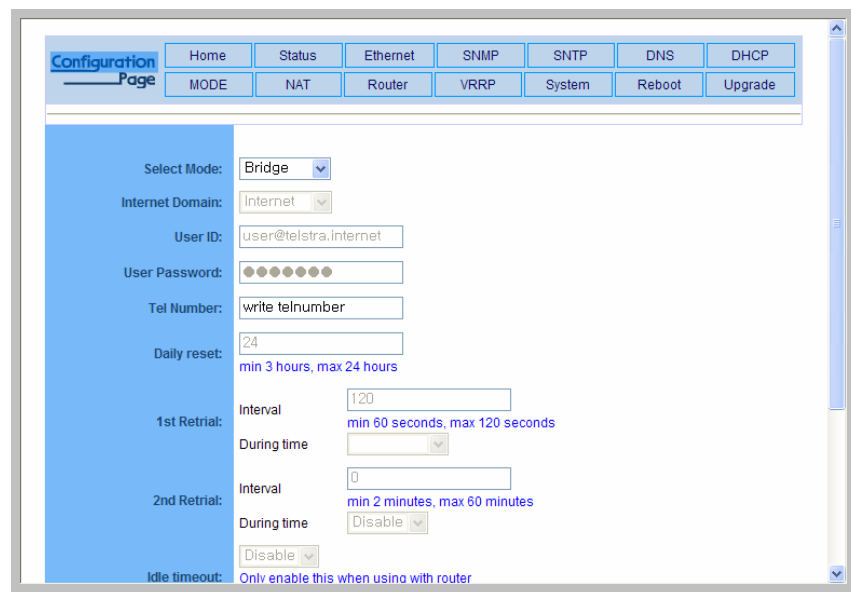 Configuration Page
Home Status Ethernet SNMP SNTP DNS DHCP
MODE NAT Router VRRP System Reboot Upgrade
Select Mode: Bridge
Internet Domain: Internet
User ID: user@telstra.internet
User Password: ●●●●●●●
Tel Number: write telnumber
Daily reset: 24
min 3 hours, max 24 hours
1st Retrial:
Interval 120
min 60 seconds, max 120 seconds
During time
2nd Retrial:
Interval 0
min 2 minutes, max 60 minutes
During time Disable
Idle timeout: Disable
Only enable this when using with router